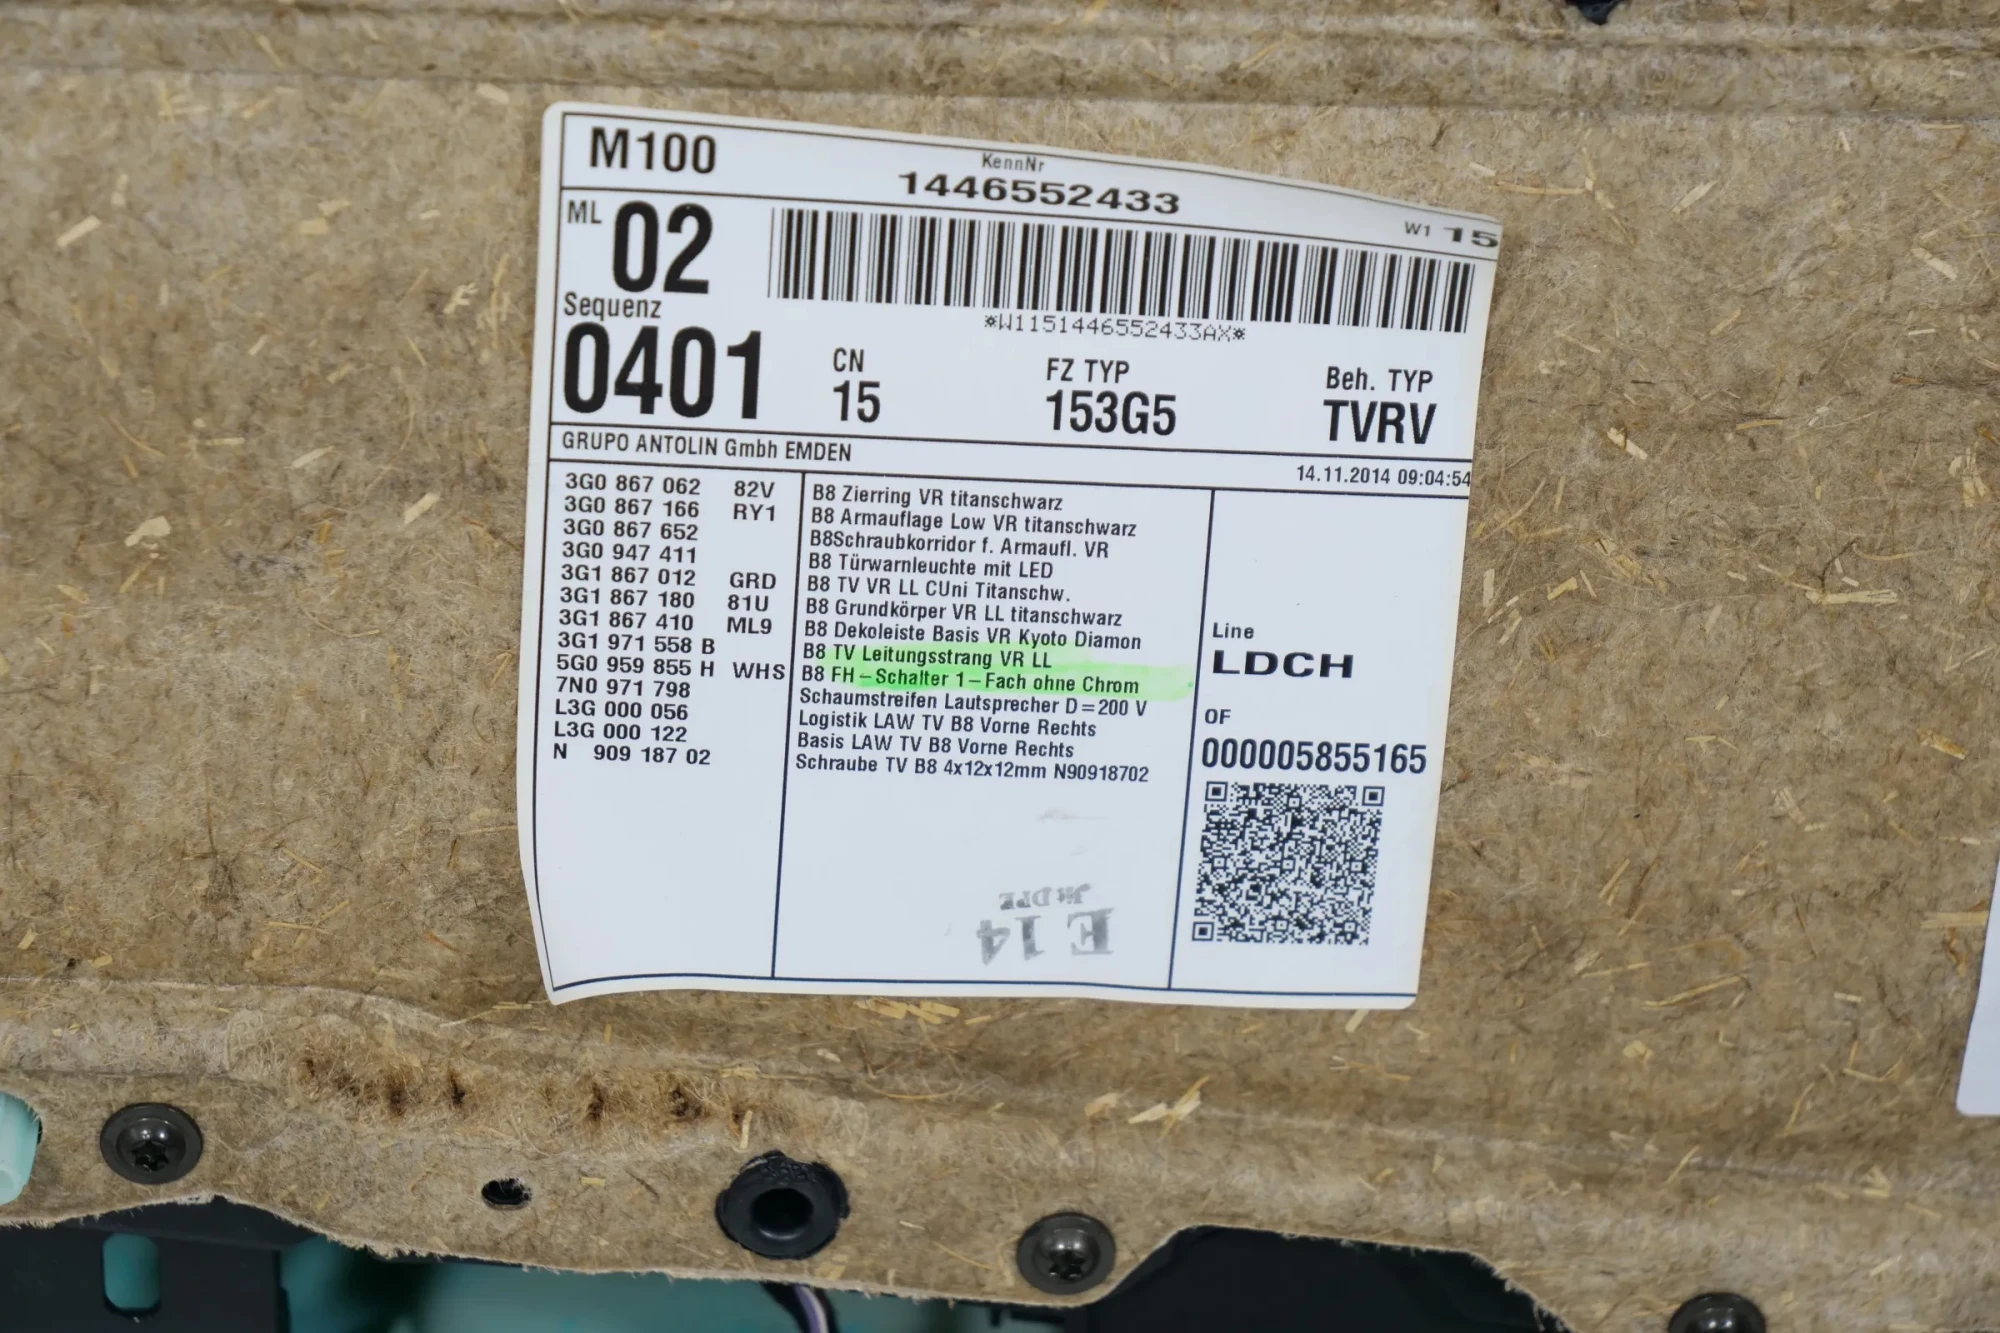 M100
KennNr
1446552433
W1 15
ML 02
*W1151446552433AX*
Sequenz
0401
CN
15
FZ TYP
153G5
Beh. TYP
TVRV
GRUPO ANTOLIN Gmbh EMDEN
14.11.2014 09:04:54
3G0 867 062 82V B8 Zierring VR titanschwarz
3G0 867 166 RY1 B8 Armauflage Low VR titanschwarz
3G0 867 652 B8Schraubkorridor f. Armaufl. VR
3G0 947 411 B8 Türwarnleuchte mit LED
3G1 867 012 GRD B8 TV VR LL CUni Titanschw.
3G1 867 180 81U B8 Grundkörper VR LL titanschwarz
3G1 867 410 ML9 B8 Dekoleiste Basis VR Kyoto Diamon
3G1 971 558 B B8 TV Leitungsstrang VR LL
5G0 959 855 H WHS B8 FH–Schalter 1–Fach ohne Chrom
7N0 971 798 Schaumstreifen Lautsprecher D=200 V
L3G 000 056 Logistik LAW TV B8 Vorne Rechts
L3G 000 122 Basis LAW TV B8 Vorne Rechts
N 909 187 02 Schraube TV B8 4x12x12mm N90918702
Line
LDCH
OF
000005855165
E 14